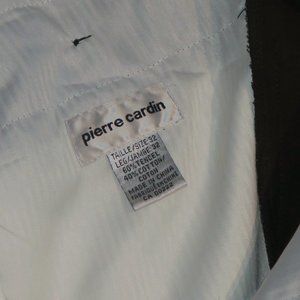 pierre cardin
TAILLE/SIZE-32
LEG/JAMBE-32
60% TENCEL
40% COTTON/
COTON
MADE IN CHINA
FABRIQUE EN CHINE